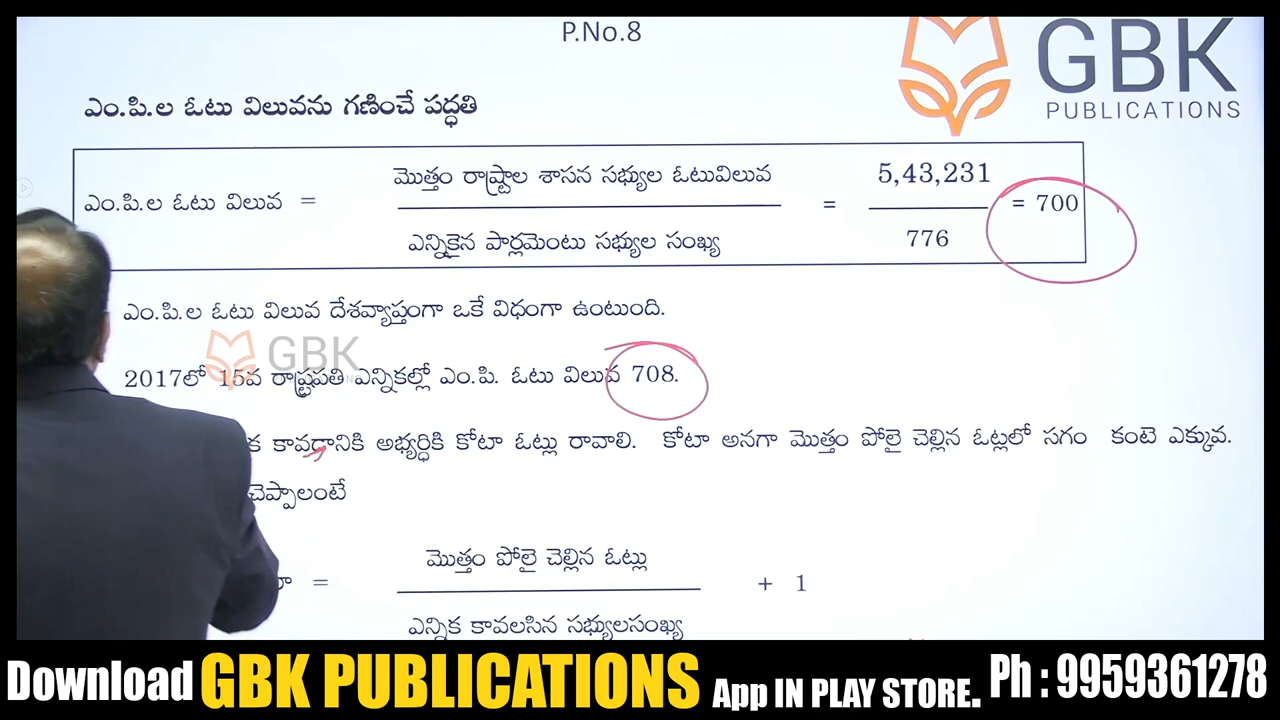 P.No.8
GBK
PUBLICATIONS
ఎం.పి.ల ఓటు విలువను గణించే పద్ధతి
ఎం.పి.ల ఓటు విలువ = మొత్తం రాష్ట్రాల శాసన సభ్యుల ఓటువిలువ = 5,43,231 = 700
ఎన్నికైన పార్లమెంటు సభ్యుల సంఖ్య 776
ఎం.పి.ల ఓటు విలువ దేశవ్యాప్తంగా ఒకే విధంగా ఉంటుంది.
GBK
2017లో 15వ రాష్ట్రపతి ఎన్నికల్లో ఎం.పి. ఓటు విలువ 708.
క కావడానికి అభ్యర్థికి కోటా ఓట్లు రావాలి. కోటా అనగా మొత్తం పోలై చెల్లిన ఓట్లలో సగం కంటె ఎక్కువ.
చెప్పాలంటే
మొత్తం పోలై చెల్లిన ఓట్లు
= + 1
ఎన్నిక కావలసిన సభ్యులసంఖ్య
Download GBK PUBLICATIONS App IN PLAY STORE. Ph : 9959361278